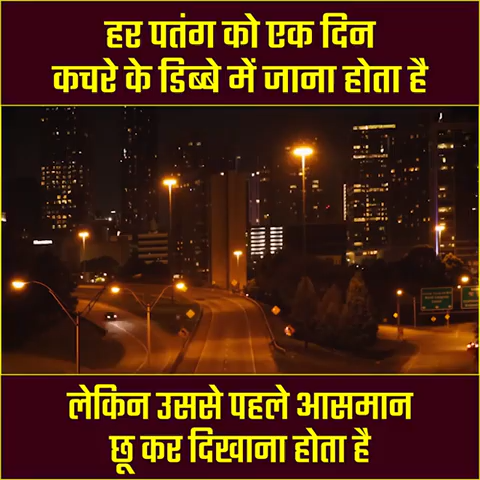 हर पतंग को एक दिन
कचरे के डिब्बे में जाना होता है
लेकिन उससे पहले आसमान
छू कर दिखाना होता है